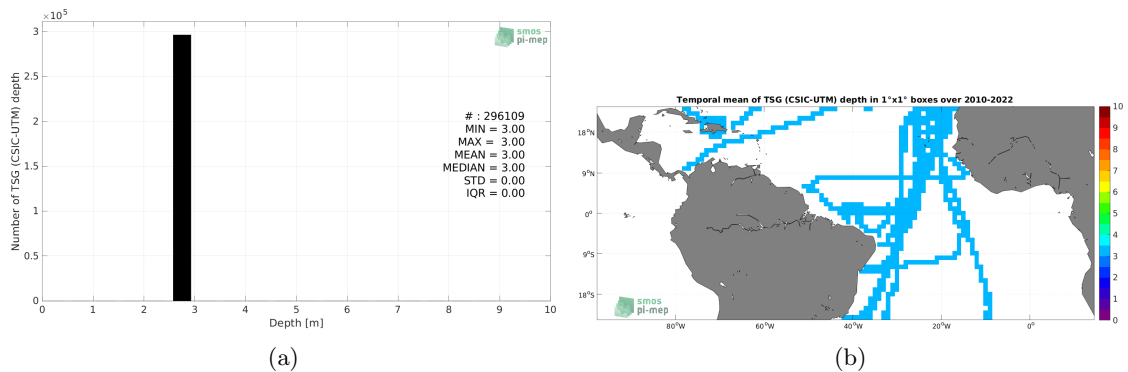 ×10⁵
3
2.5
2
1.5
1
0.5
0
0 1 2 3 4 5 6 7 8 9 10
Number of TSG (CSIC-UTM) depth
Depth [m]
smos
pi-mep
# : 296109
MIN = 3.00
MAX = 3.00
MEAN = 3.00
MEDIAN = 3.00
STD = 0.00
IQR = 0.00
(a)
Temporal mean of TSG (CSIC-UTM) depth in 1°x1° boxes over 2010-2022
18°N
9°N
0°
9°S
18°S
80°W 60°W 40°W 20°W 0°
smos
pi-mep
10
9
8
7
6
5
4
3
2
1
0
(b)